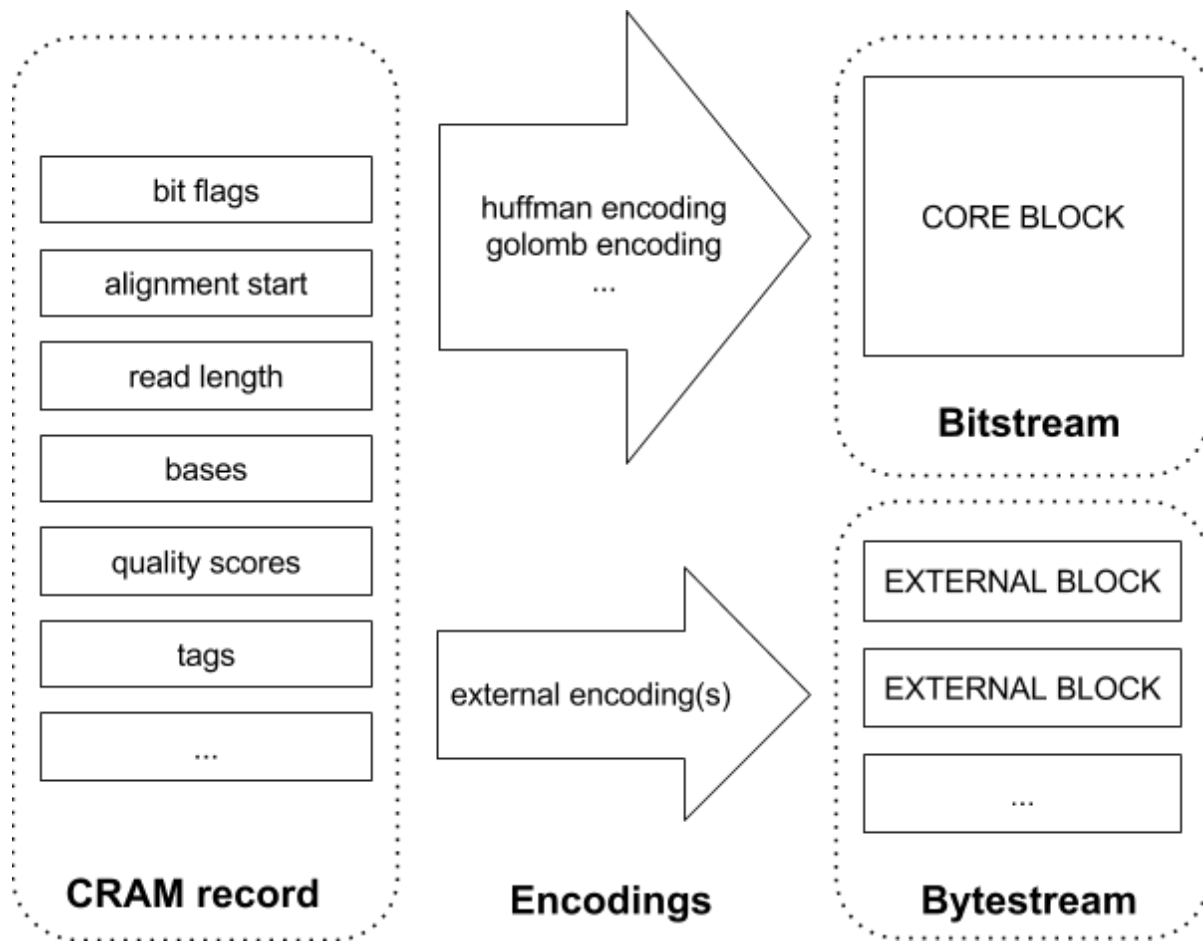 bit flags
alignment start
read length
bases
quality scores
tags
...
CRAM record
huffman encoding
golomb encoding
...
external encoding(s)
Encodings
CORE BLOCK
Bitstream
EXTERNAL BLOCK
EXTERNAL BLOCK
...
Bytestream